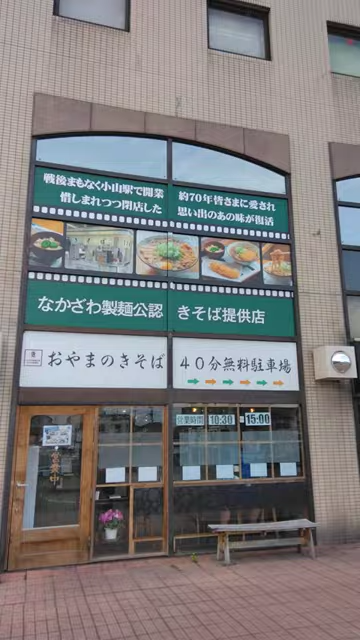 戦後まもなく小山駅で開業
惜しまれつつ閉店した
約70年皆さまに愛され
思い出のあの味が復活
なかざわ製麺公認
きそば提供店
おやまのきそば
40分無料駐車場
営業時間 10:30 ~ 15:00
営業中